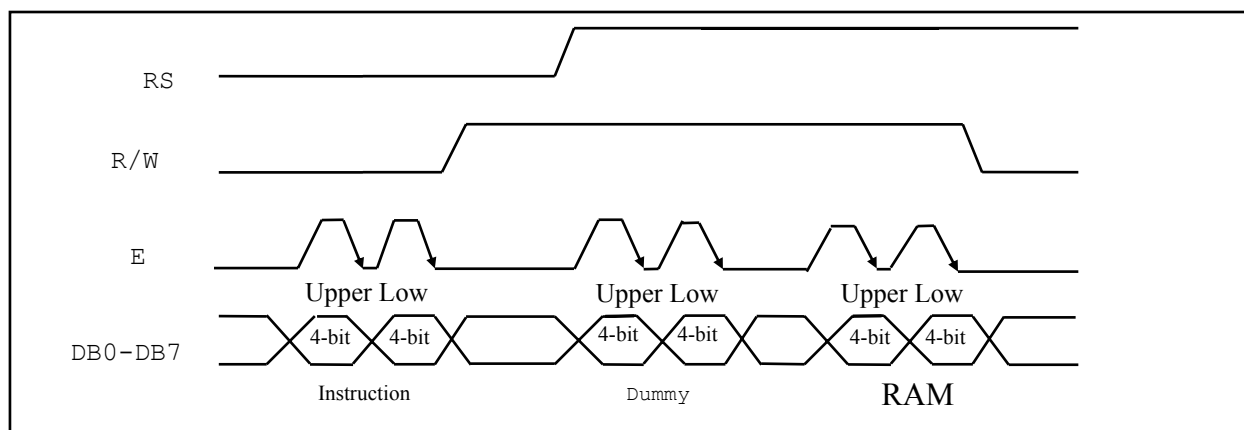 RS
R/W
E
Upper Low Upper Low Upper Low
DB0-DB7 4-bit 4-bit 4-bit 4-bit 4-bit 4-bit
Instruction Dummy RAM